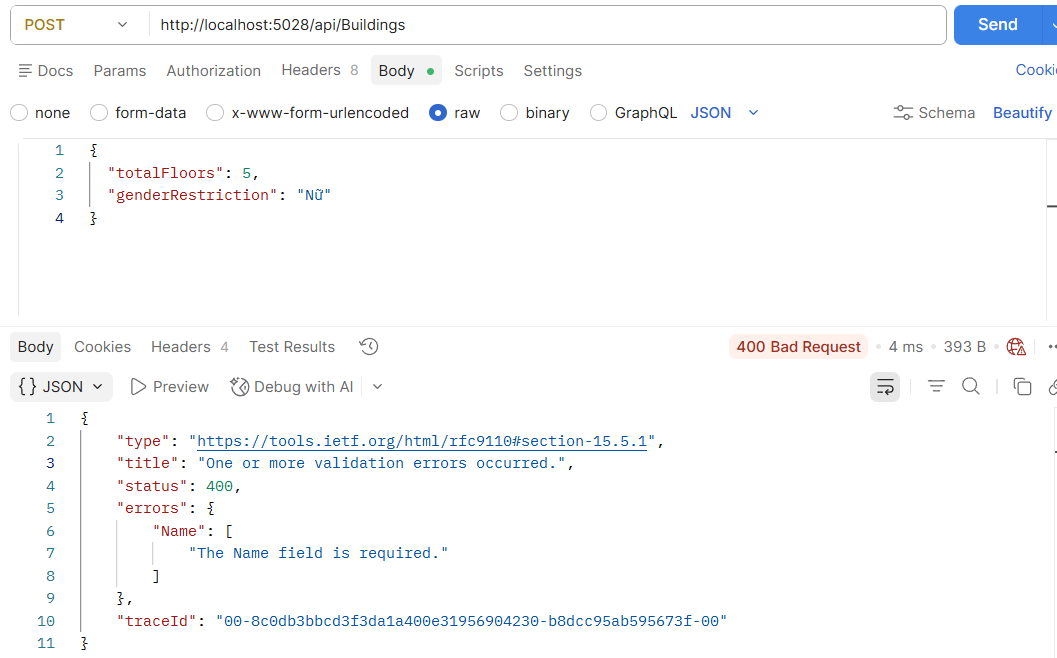 POST http://localhost:5028/api/Buildings Send
Docs Params Authorization Headers 8 Body Scripts Settings
none form-data x-www-form-urlencoded raw binary GraphQL JSON Schema Beautify
1 {
2 "totalFloors": 5,
3 "genderRestriction": "Nữ"
4 }
Body Cookies Headers 4 Test Results 400 Bad Request • 4 ms • 393 B •
{ } JSON Preview Debug with AI
1 {
2 "type": "https://tools.ietf.org/html/rfc9110#section-15.5.1",
3 "title": "One or more validation errors occurred.",
4 "status": 400,
5 "errors": {
6 "Name": [
7 "The Name field is required."
8 ]
9 },
10 "traceId": "00-8c0db3bbcd3f3da1a400e31956904230-b8dcc95ab595673f-00"
11 }